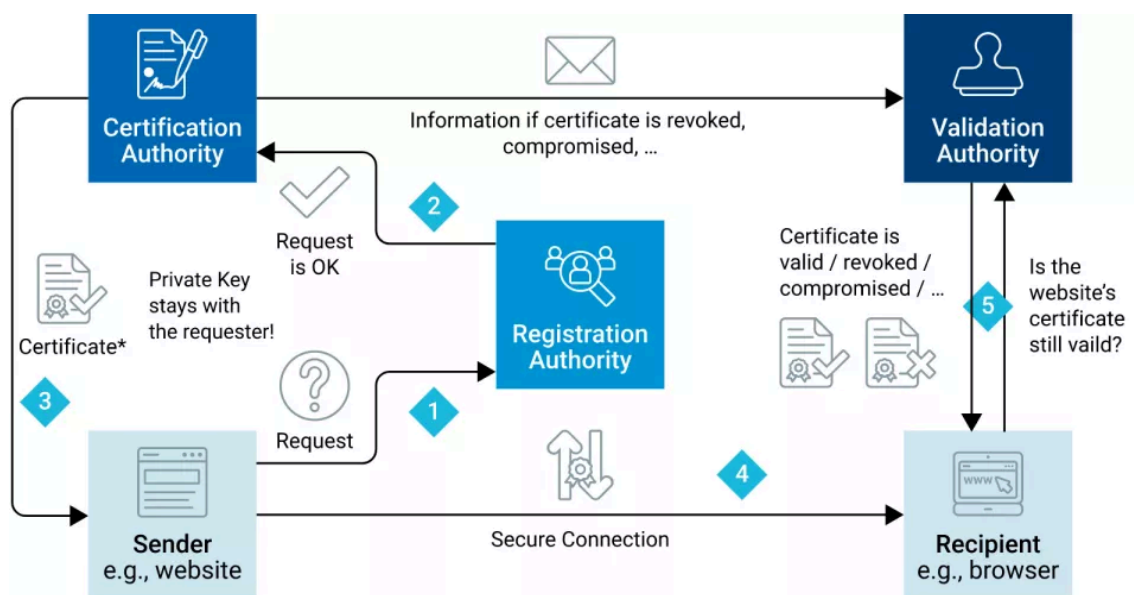 Certification
Authority
Information if certificate is revoked,
compromised, ...
Validation
Authority
2
Request
is OK
Registration
Authority
Certificate is
valid / revoked /
compromised / ...
5
Is the
website's
certificate
still vaild?
Private Key
stays with
the requester!
Certificate*
3
1
Request
4
Secure Connection
Sender
e.g., website
www
Recipient
e.g., browser